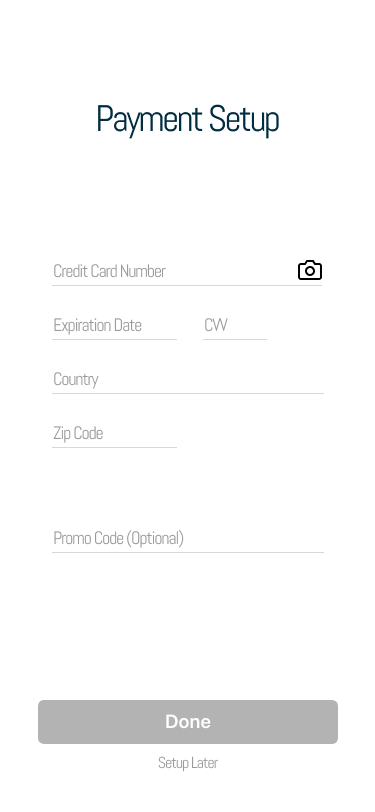 Payment Setup
Credit Card Number
Expiration Date CVV
Country
Zip Code
Promo Code (Optional)
Done
Setup Later